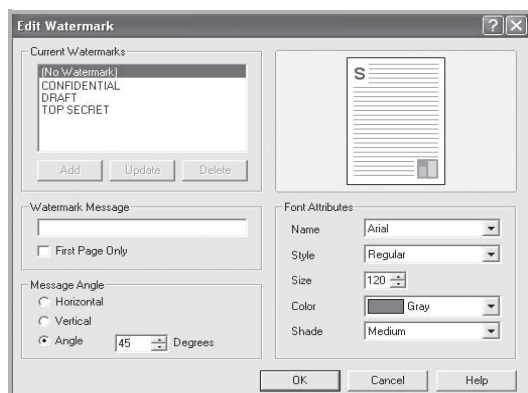 Edit Watermark
Current Watermarks
(No Watermark)
CONFIDENTIAL
DRAFT
TOP SECRET
Add Update Delete
S
Watermark Message
First Page Only
Message Angle
Horizontal
Vertical
Angle 45 Degrees
Font Attributes
Name Arial
Style Regular
Size 120
Color Gray
Shade Medium
OK Cancel Help